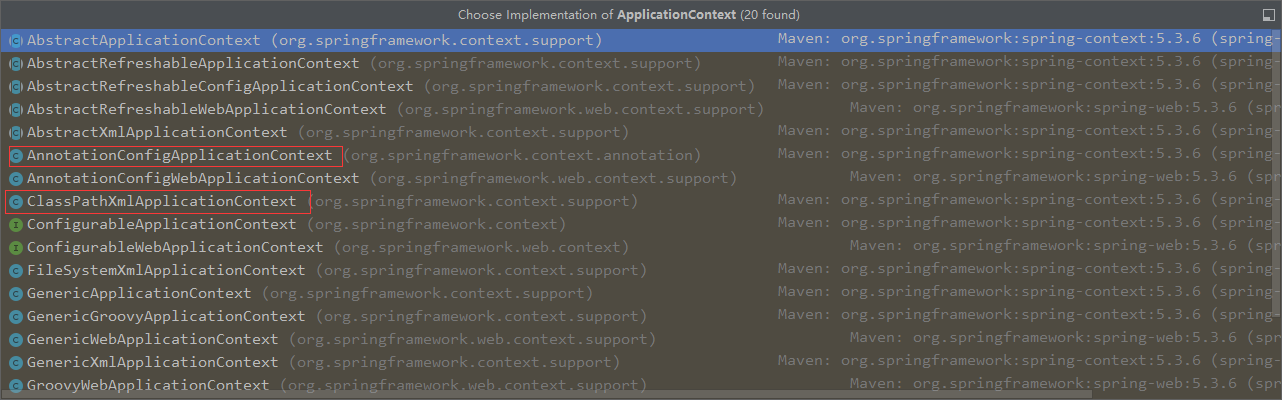 Choose Implementation of ApplicationContext (20 found)
AbstractApplicationContext (org.springframework.context.support) Maven: org.springframework:spring-context:5.3.6 (spring-
AbstractRefreshableApplicationContext (org.springframework.context.support) Maven: org.springframework:spring-context:5.3.6 (spring-
AbstractRefreshableConfigApplicationContext (org.springframework.context.support) Maven: org.springframework:spring-context:5.3.6 (spring-
AbstractRefreshableWebApplicationContext (org.springframework.web.context.support) Maven: org.springframework:spring-web:5.3.6 (spr
AbstractXmlApplicationContext (org.springframework.context.support) Maven: org.springframework:spring-context:5.3.6 (spring-
AnnotationConfigApplicationContext (org.springframework.context.annotation) Maven: org.springframework:spring-context:5.3.6 (spring-
AnnotationConfigWebApplicationContext (org.springframework.web.context.support) Maven: org.springframework:spring-web:5.3.6 (spr
ClassPathXmlApplicationContext (org.springframework.context.support) Maven: org.springframework:spring-context:5.3.6 (spring-
ConfigurableApplicationContext (org.springframework.context) Maven: org.springframework:spring-context:5.3.6 (spring-
ConfigurableWebApplicationContext (org.springframework.web.context) Maven: org.springframework:spring-web:5.3.6 (spr
FileSystemXmlApplicationContext (org.springframework.context.support) Maven: org.springframework:spring-context:5.3.6 (spring-
GenericApplicationContext (org.springframework.context.support) Maven: org.springframework:spring-context:5.3.6 (spring-
GenericGroovyApplicationContext (org.springframework.context.support) Maven: org.springframework:spring-context:5.3.6 (spring-
GenericWebApplicationContext (org.springframework.web.context.support) Maven: org.springframework:spring-web:5.3.6 (spr
GenericXmlApplicationContext (org.springframework.context.support) Maven: org.springframework:spring-context:5.3.6 (spring-
GroovyWebApplicationContext (org.springframework.web.context.support) Maven: org.springframework:spring-web:5.3.6 (spr